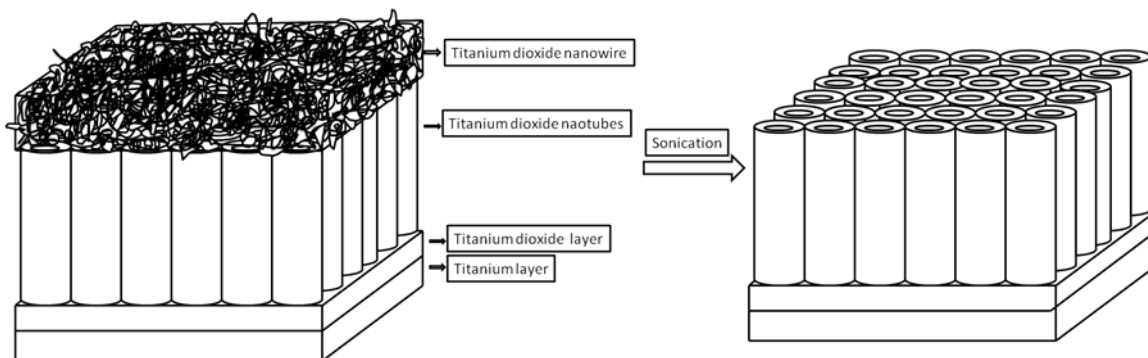 Titanium dioxide nanowire
Titanium dioxide naotubes
Sonication
Titanium dioxide layer
Titanium layer